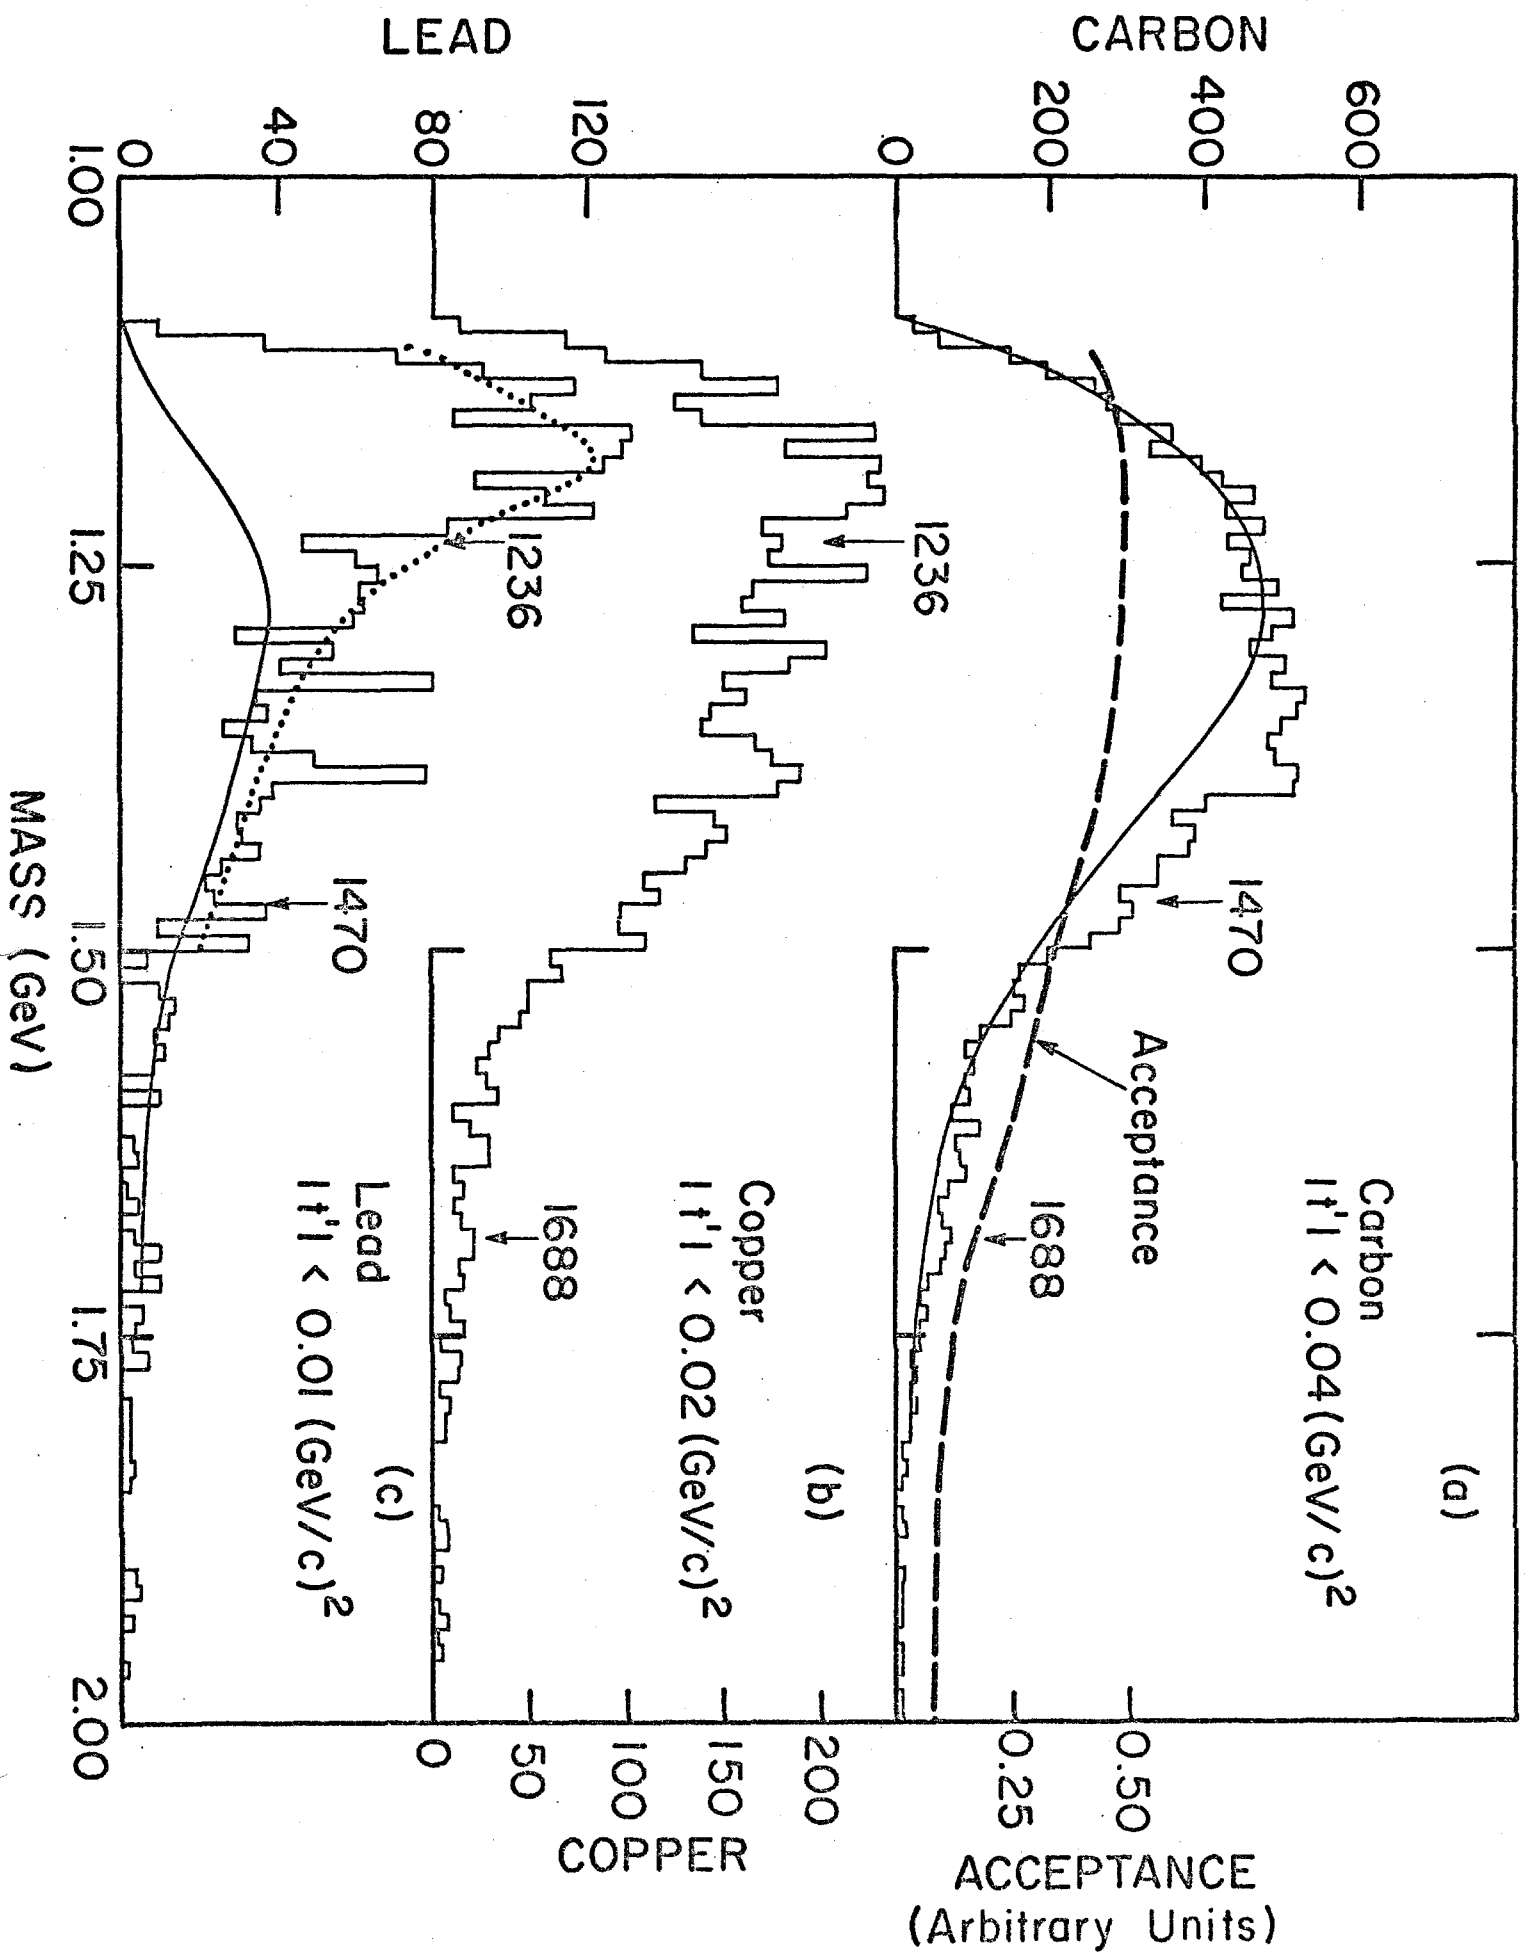 CARBON
600
400
200
0
LEAD
120
80
40
0
1.00
1.25
1.50
1.75
2.00
MASS (GeV)
(a)
Carbon
|t'| < 0.04 (GeV/c)²
1470
Acceptance
1688
1236
(b)
Copper
|t'| < 0.02 (GeV/c)²
1688
1236
(c)
Lead
|t'| < 0.01 (GeV/c)²
1470
0.50
0.25
ACCEPTANCE
(Arbitrary Units)
200
150
100
50
0
COPPER